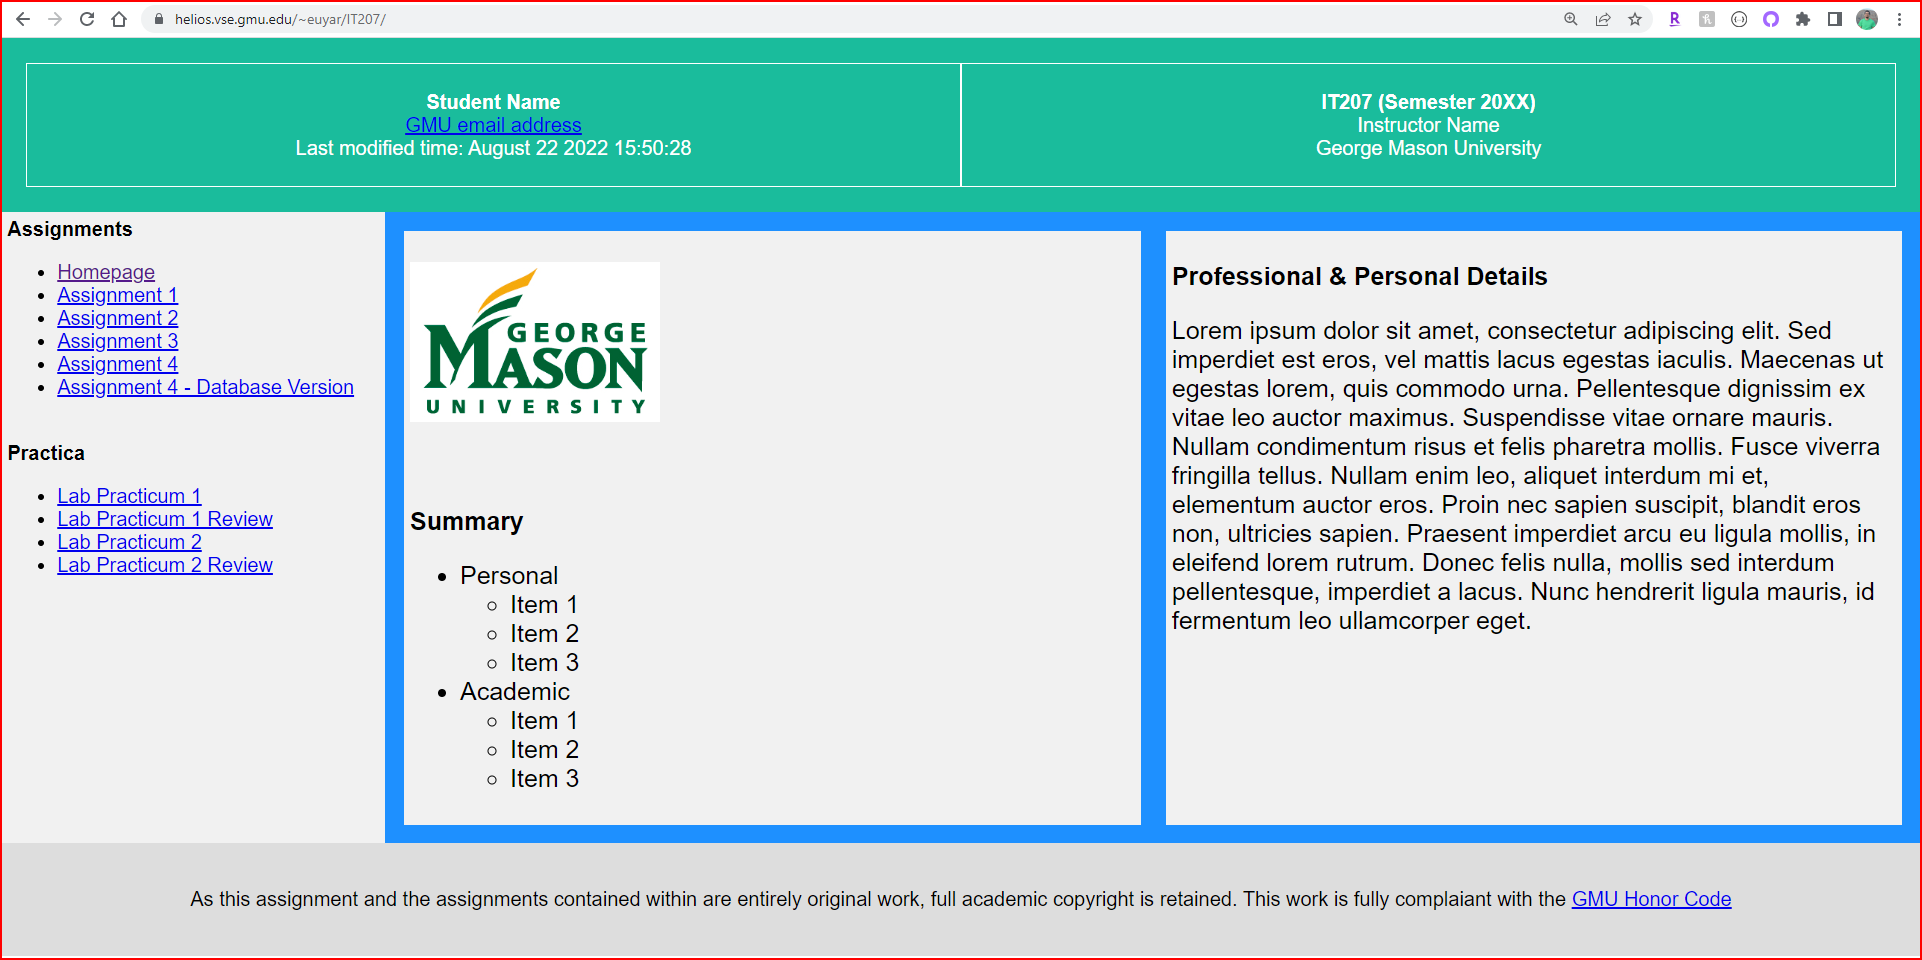 helios.vse.gmu.edu/~euyar/IT207/
Student Name
GMU email address
Last modified time: August 22 2022 15:50:28
IT207 (Semester 20XX)
Instructor Name
George Mason University
Assignments
Homepage
Assignment 1
Assignment 2
Assignment 3
Assignment 4
Assignment 4 - Database Version
Practica
Lab Practicum 1
Lab Practicum 1 Review
Lab Practicum 2
Lab Practicum 2 Review
GEORGE
MASON
UNIVERSITY
Summary
Personal
Item 1
Item 2
Item 3
Academic
Item 1
Item 2
Item 3
Professional & Personal Details
Lorem ipsum dolor sit amet, consectetur adipiscing elit. Sed
imperdiet est eros, vel mattis lacus egestas iaculis. Maecenas ut
egestas lorem, quis commodo urna. Pellentesque dignissim ex
vitae leo auctor maximus. Suspendisse vitae ornare mauris.
Nullam condimentum risus et felis pharetra mollis. Fusce viverra
fringilla tellus. Nullam enim leo, aliquet interdum mi et,
elementum auctor eros. Proin nec sapien suscipit, blandit eros
non, ultricies sapien. Praesent imperdiet arcu eu ligula mollis, in
eleifend lorem rutrum. Donec felis nulla, mollis sed interdum
pellentesque, imperdiet a lacus. Nunc hendrerit ligula mauris, id
fermentum leo ullamcorper eget.
As this assignment and the assignments contained within are entirely original work, full academic copyright is retained. This work is fully complaiant with the GMU Honor Code